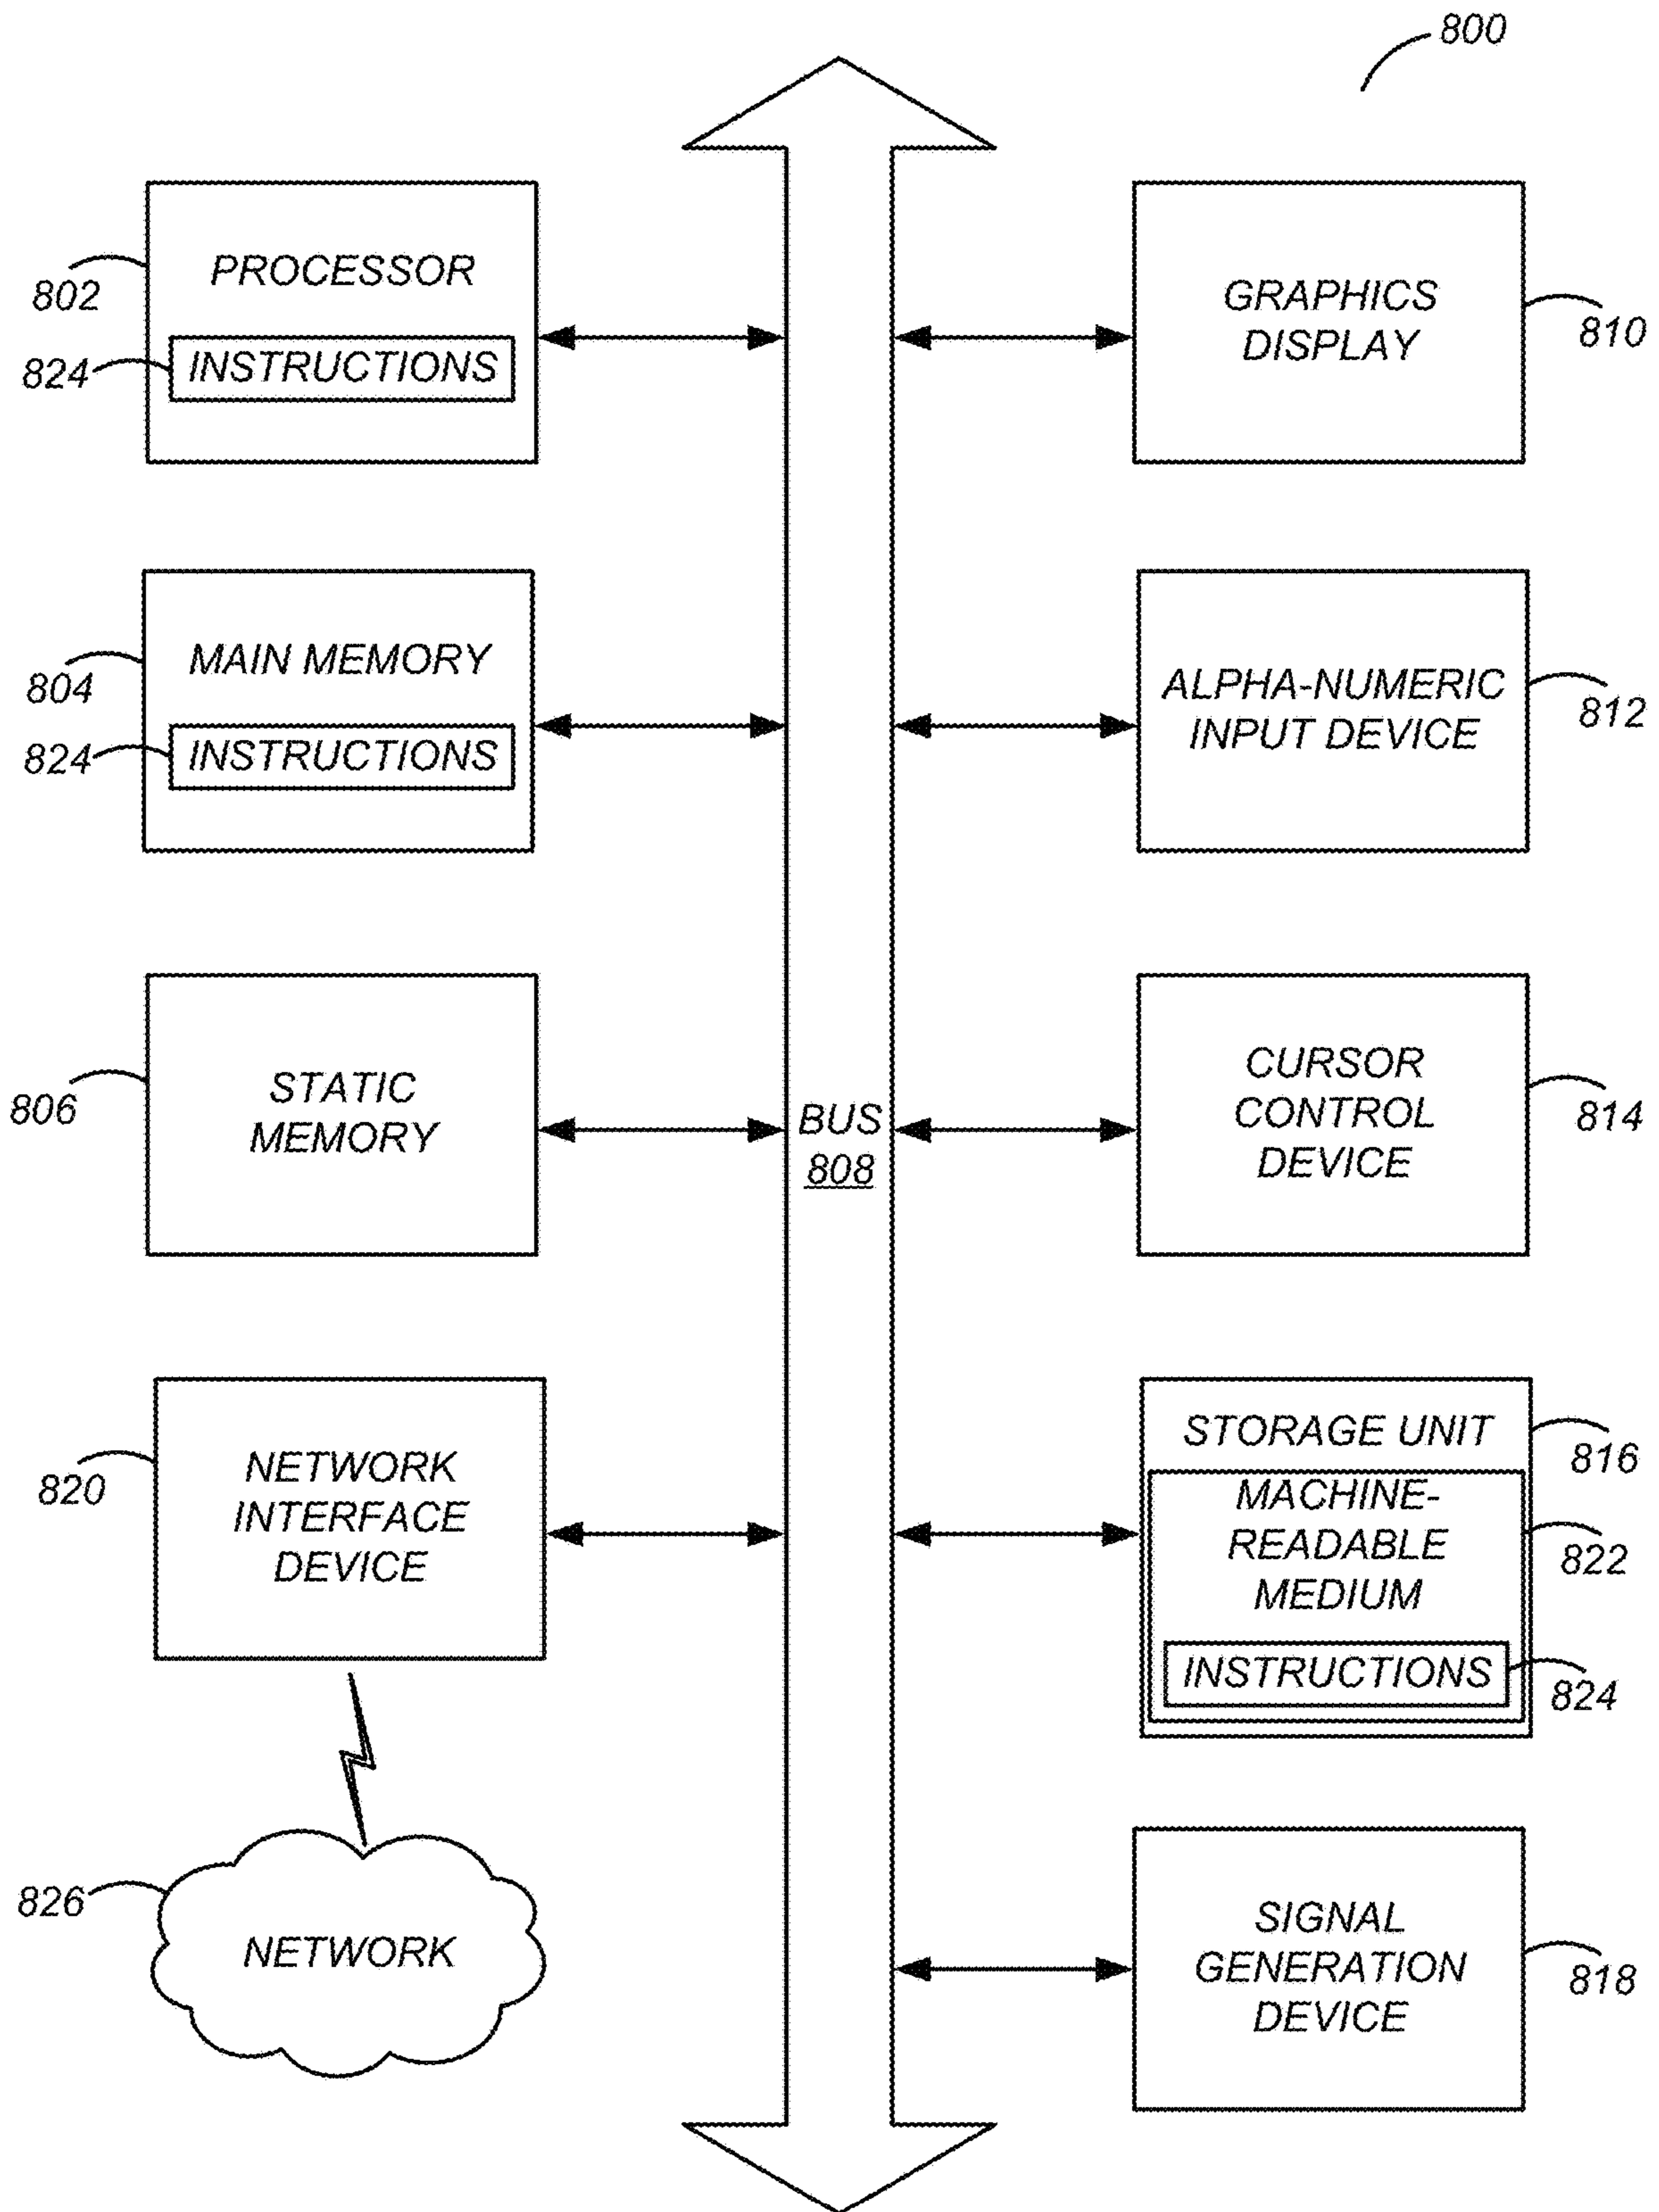 800
PROCESSOR
802
INSTRUCTIONS
824
GRAPHICS
DISPLAY
810
MAIN MEMORY
804
INSTRUCTIONS
824
ALPHA-NUMERIC
INPUT DEVICE
812
STATIC
MEMORY
806
BUS
808
CURSOR
CONTROL
DEVICE
814
NETWORK
INTERFACE
DEVICE
820
STORAGE UNIT
816
MACHINE-
READABLE
MEDIUM
822
INSTRUCTIONS
824
826
NETWORK
SIGNAL
GENERATION
DEVICE
818